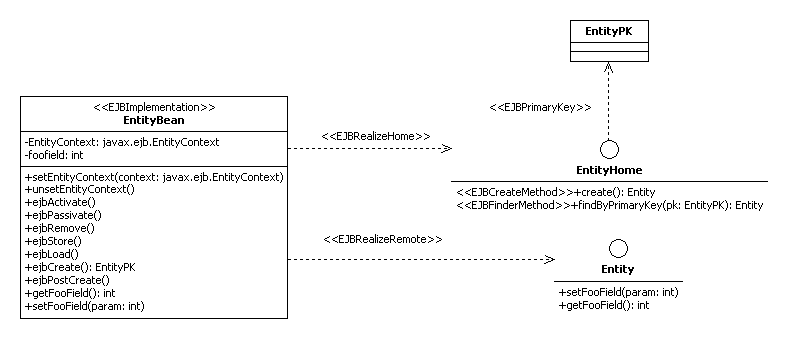 EntityPK
<<EJBImplementation>>
EntityBean
-EntityContext: javax.ejb.EntityContext
-foofield: int
+setEntityContext(context: javax.ejb.EntityContext)
+unsetEntityContext()
+ejbActivate()
+ejbPassivate()
+ejbRemove()
+ejbStore()
+ejbLoad()
+ejbCreate(): EntityPK
+ejbPostCreate()
+getFooField(): int
+setFooField(param: int)
<<EJBRealizeHome>>
<<EJBRealizeRemote>>
<<EJBPrimaryKey>>
EntityHome
<<EJBCreateMethod>>+create(): Entity
<<EJBFinderMethod>>+findByPrimaryKey(pk: EntityPK): Entity
Entity
+setFooField(param: int)
+getFooField(): int